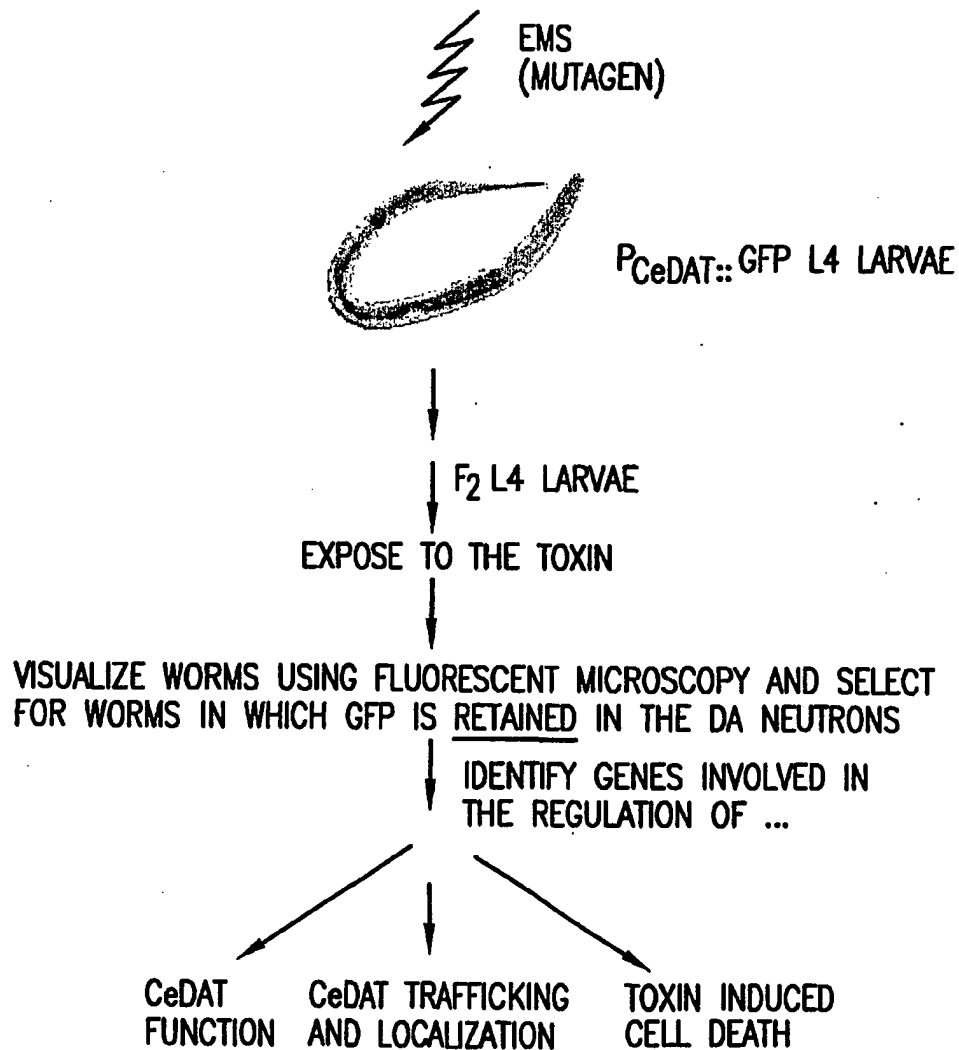 EMS
(MUTAGEN)
PCeDAT:: GFP L4 LARVAE
F2 L4 LARVAE
EXPOSE TO THE TOXIN
VISUALIZE WORMS USING FLUORESCENT MICROSCOPY AND SELECT
FOR WORMS IN WHICH GFP IS RETAINED IN THE DA NEUTRONS
IDENTIFY GENES INVOLVED IN
THE REGULATION OF ...
CeDAT
FUNCTION
CeDAT TRAFFICKING
AND LOCALIZATION
TOXIN INDUCED
CELL DEATH